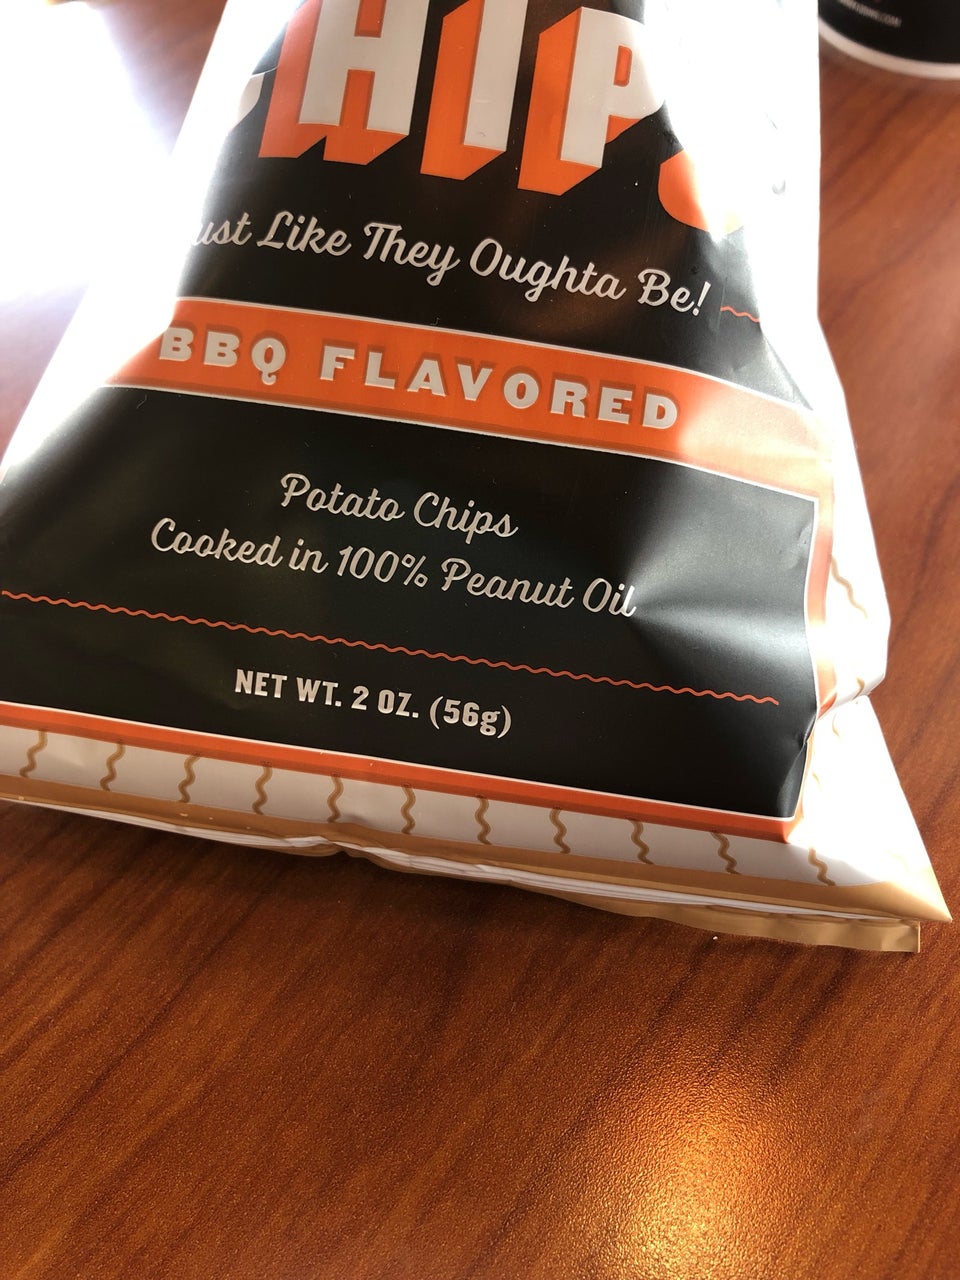 CHIPS
Just Like They Oughta Be!
BBQ FLAVORED
Potato Chips
Cooked in 100% Peanut Oil
NET WT. 2 OZ. (56g)